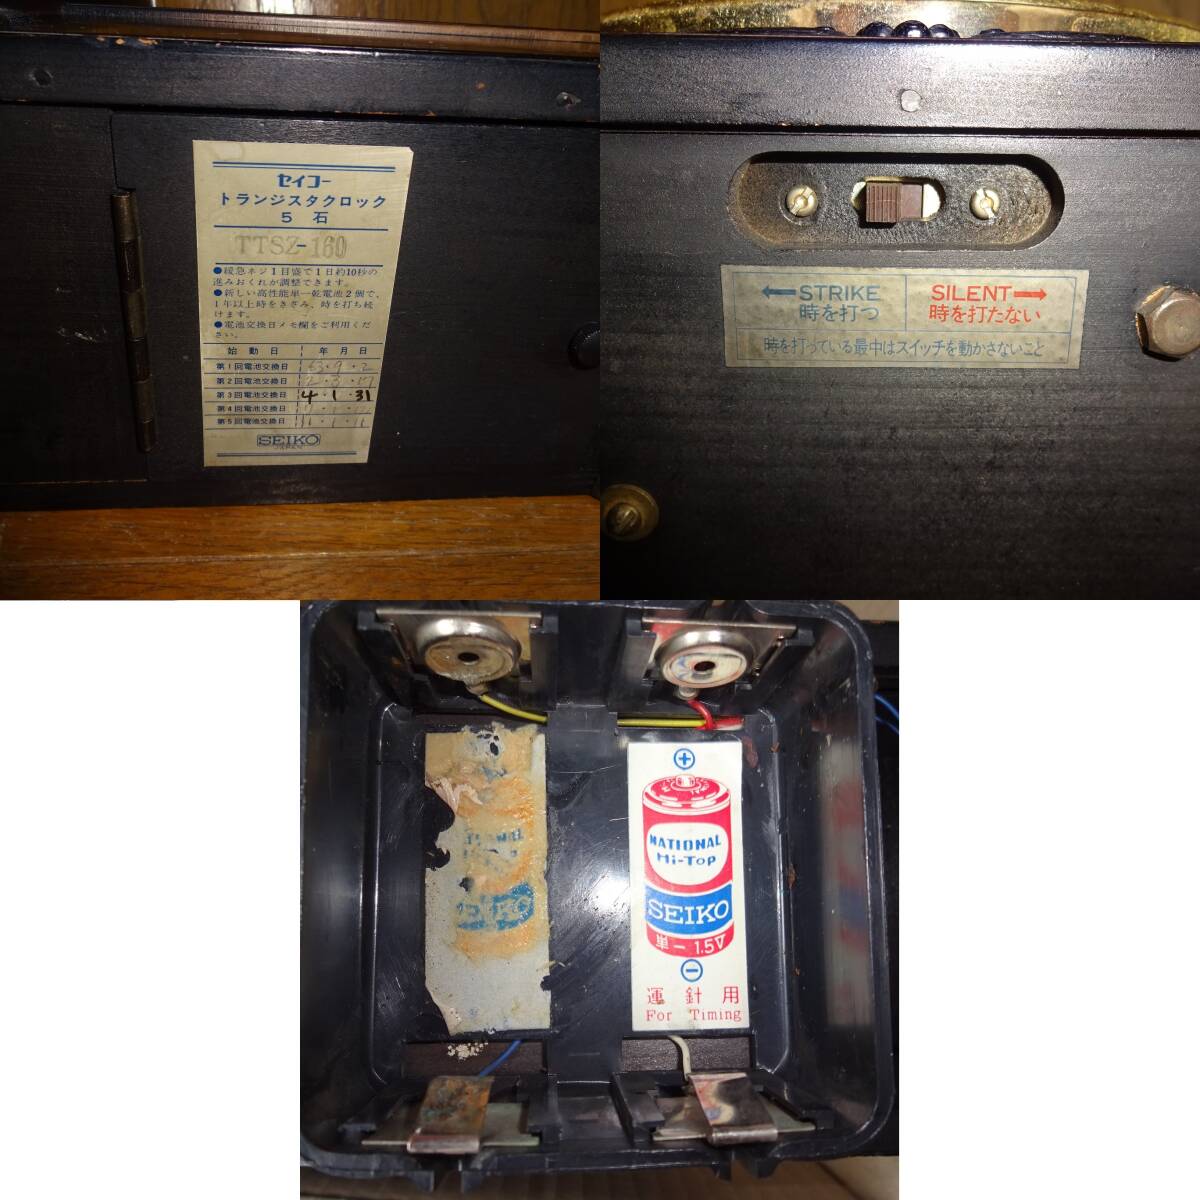 セイコー
トランジスタクロック
5 石
TTSZ-160
●緩急ネジ1目盛で1日約10秒の
進みおくれが調整できます。
●新しい高性能単一乾電池2個で、
1年以上時をきざみ、時を打ち続
けます。
●電池交換日メモ欄をご利用くだ
さい。
始動日 年月日
第1回電池交換日 63・9・2
第2回電池交換日 2・3・17
第3回電池交換日 4・1・31
第4回電池交換日
第5回電池交換日
SEIKO
←STRIKE
時を打つ
SILENT→
時を打たない
時を打っている最中はスイッチを動かさないこと
SEIKO
+
NATIONAL
Hi-Top
SEIKO
単一 1.5V
−
運針用
For Timing